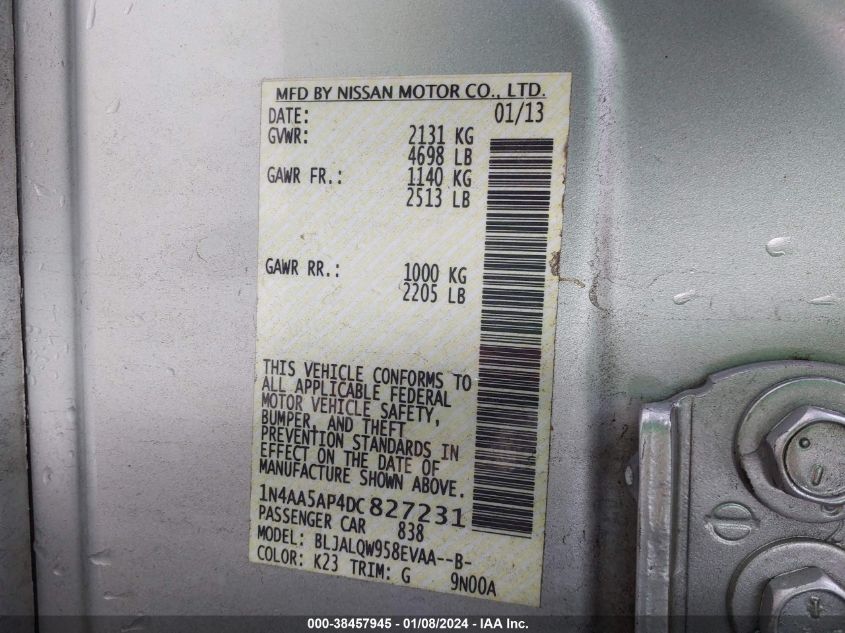 MFD BY NISSAN MOTOR CO., LTD.
DATE: 01/13
GVWR: 2131 KG
4698 LB
GAWR FR.: 1140 KG
2513 LB
GAWR RR.: 1000 KG
2205 LB
THIS VEHICLE CONFORMS TO
ALL APPLICABLE FEDERAL
MOTOR VEHICLE SAFETY,
BUMPER, AND THEFT
PREVENTION STANDARDS IN
EFFECT ON THE DATE OF
MANUFACTURE SHOWN ABOVE.
1N4AA5AP4DC827231
PASSENGER CAR 838
MODEL: BLJALQW958EVAA--B-
COLOR: K23 TRIM: G 9N00A
000-38457945 - 01/08/2024 - IAA Inc.